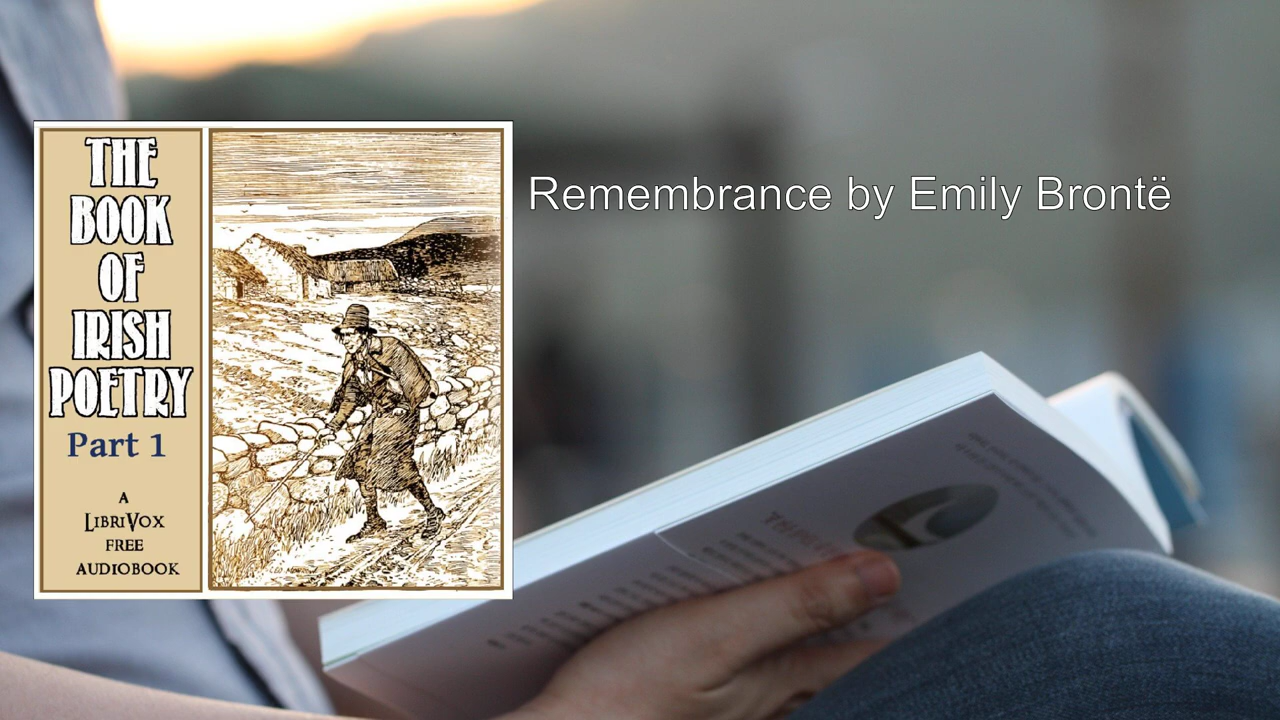 THE
BOOK
OF
IRISH
POETRY
Part 1
A
LIBRIVOX
FREE
AUDIOBOOK
Remembrance by Emily Brontë